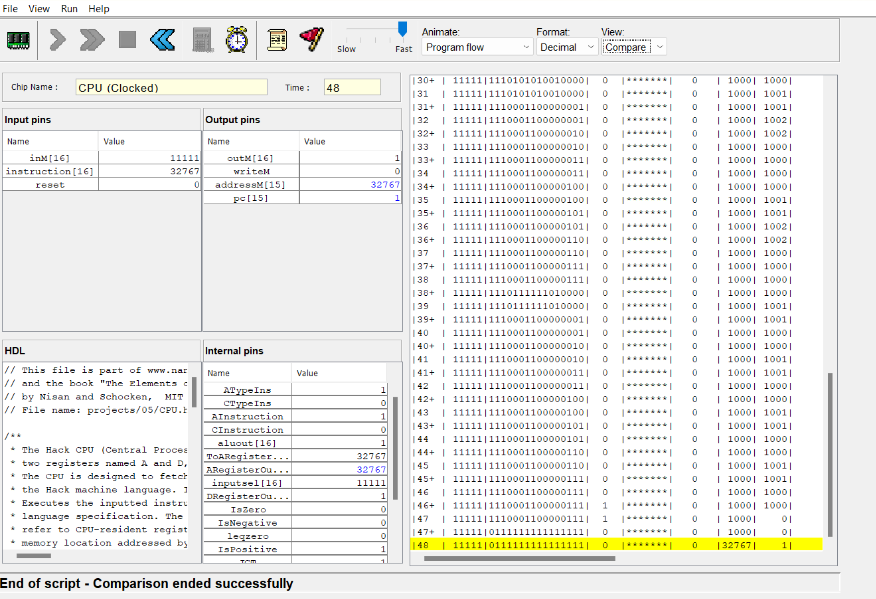 File View Run Help
Animate: Format: View:
Program flow Decimal Compare
Slow Fast
Chip Name : CPU (Clocked) Time : 48
Input pins
Name Value
inM[16] 11111
instruction[16] 32767
reset 0
Output pins
Name Value
outM[16] 1
writeM 0
addressM[15] 32767
pc[15] 1
HDL
// This file is part of www.nan
// and the book "The Elements o
// by Nisan and Schocken, MIT
// File name: projects/05/CPU.h
/**
* The Hack CPU (Central Proces
* two registers named A and D,
* The CPU is designed to fetch
* the Hack machine language. I
* Executes the inputted instru
* language specification. The
* refer to CPU-resident regist
* memory location addressed by
Internal pins
Name Value
ATypeIns 1
CTypeIns 0
AInstruction 1
CInstruction 0
aluout[16] 1
ToARegister... 32767
ARegisterOu... 32767
inputsel[16] 11111
DRegisterOu... 1
IsZero 0
IsNegative 0
leqzero 0
IsPositive 1
|30+ | 11111|1110101010010000| 0 |*******| 0 | 1000| 1000|
|31 | 11111|1110101010010000| 0 |*******| 0 | 1000| 1001|
|31+ | 11111|1110001100000001| 0 |*******| 0 | 1000| 1001|
|32 | 11111|1110001100000001| 0 |*******| 0 | 1000| 1002|
|32+ | 11111|1110001100000010| 0 |*******| 0 | 1000| 1002|
|33 | 11111|1110001100000010| 0 |*******| 0 | 1000| 1000|
|33+ | 11111|1110001100000011| 0 |*******| 0 | 1000| 1000|
|34 | 11111|1110001100000011| 0 |*******| 0 | 1000| 1000|
|34+ | 11111|1110001100000100| 0 |*******| 0 | 1000| 1000|
|35 | 11111|1110001100000100| 0 |*******| 0 | 1000| 1001|
|35+ | 11111|1110001100000101| 0 |*******| 0 | 1000| 1001|
|36 | 11111|1110001100000101| 0 |*******| 0 | 1000| 1002|
|36+ | 11111|1110001100000110| 0 |*******| 0 | 1000| 1002|
|37 | 11111|1110001100000110| 0 |*******| 0 | 1000| 1000|
|37+ | 11111|1110001100000111| 0 |*******| 0 | 1000| 1000|
|38 | 11111|1110001100000111| 0 |*******| 0 | 1000| 1000|
|38+ | 11111|1110111111010000| 0 |*******| 0 | 1000| 1000|
|39 | 11111|1110111111010000| 0 |*******| 0 | 1000| 1001|
|39+ | 11111|1110001100000001| 0 |*******| 0 | 1000| 1001|
|40 | 11111|1110001100000001| 0 |*******| 0 | 1000| 1000|
|40+ | 11111|1110001100000010| 0 |*******| 0 | 1000| 1000|
|41 | 11111|1110001100000010| 0 |*******| 0 | 1000| 1001|
|41+ | 11111|1110001100000011| 0 |*******| 0 | 1000| 1001|
|42 | 11111|1110001100000011| 0 |*******| 0 | 1000| 1000|
|42+ | 11111|1110001100000100| 0 |*******| 0 | 1000| 1000|
|43 | 11111|1110001100000100| 0 |*******| 0 | 1000| 1001|
|43+ | 11111|1110001100000101| 0 |*******| 0 | 1000| 1001|
|44 | 11111|1110001100000101| 0 |*******| 0 | 1000| 1000|
|44+ | 11111|1110001100000110| 0 |*******| 0 | 1000| 1000|
|45 | 11111|1110001100000110| 0 |*******| 0 | 1000| 1001|
|45+ | 11111|1110001100000111| 0 |*******| 0 | 1000| 1001|
|46 | 11111|1110001100000111| 0 |*******| 0 | 1000| 1000|
|46+ | 11111|1110001100000111| 1 |*******| 0 | 1000| 1000|
|47 | 11111|1110001100000111| 1 |*******| 0 | 1000| 0|
|47+ | 11111|0111111111111111| 0 |*******| 0 | 1000| 0|
|48 | 11111|0111111111111111| 0 |*******| 0 |32767| 1|
End of script - Comparison ended successfully